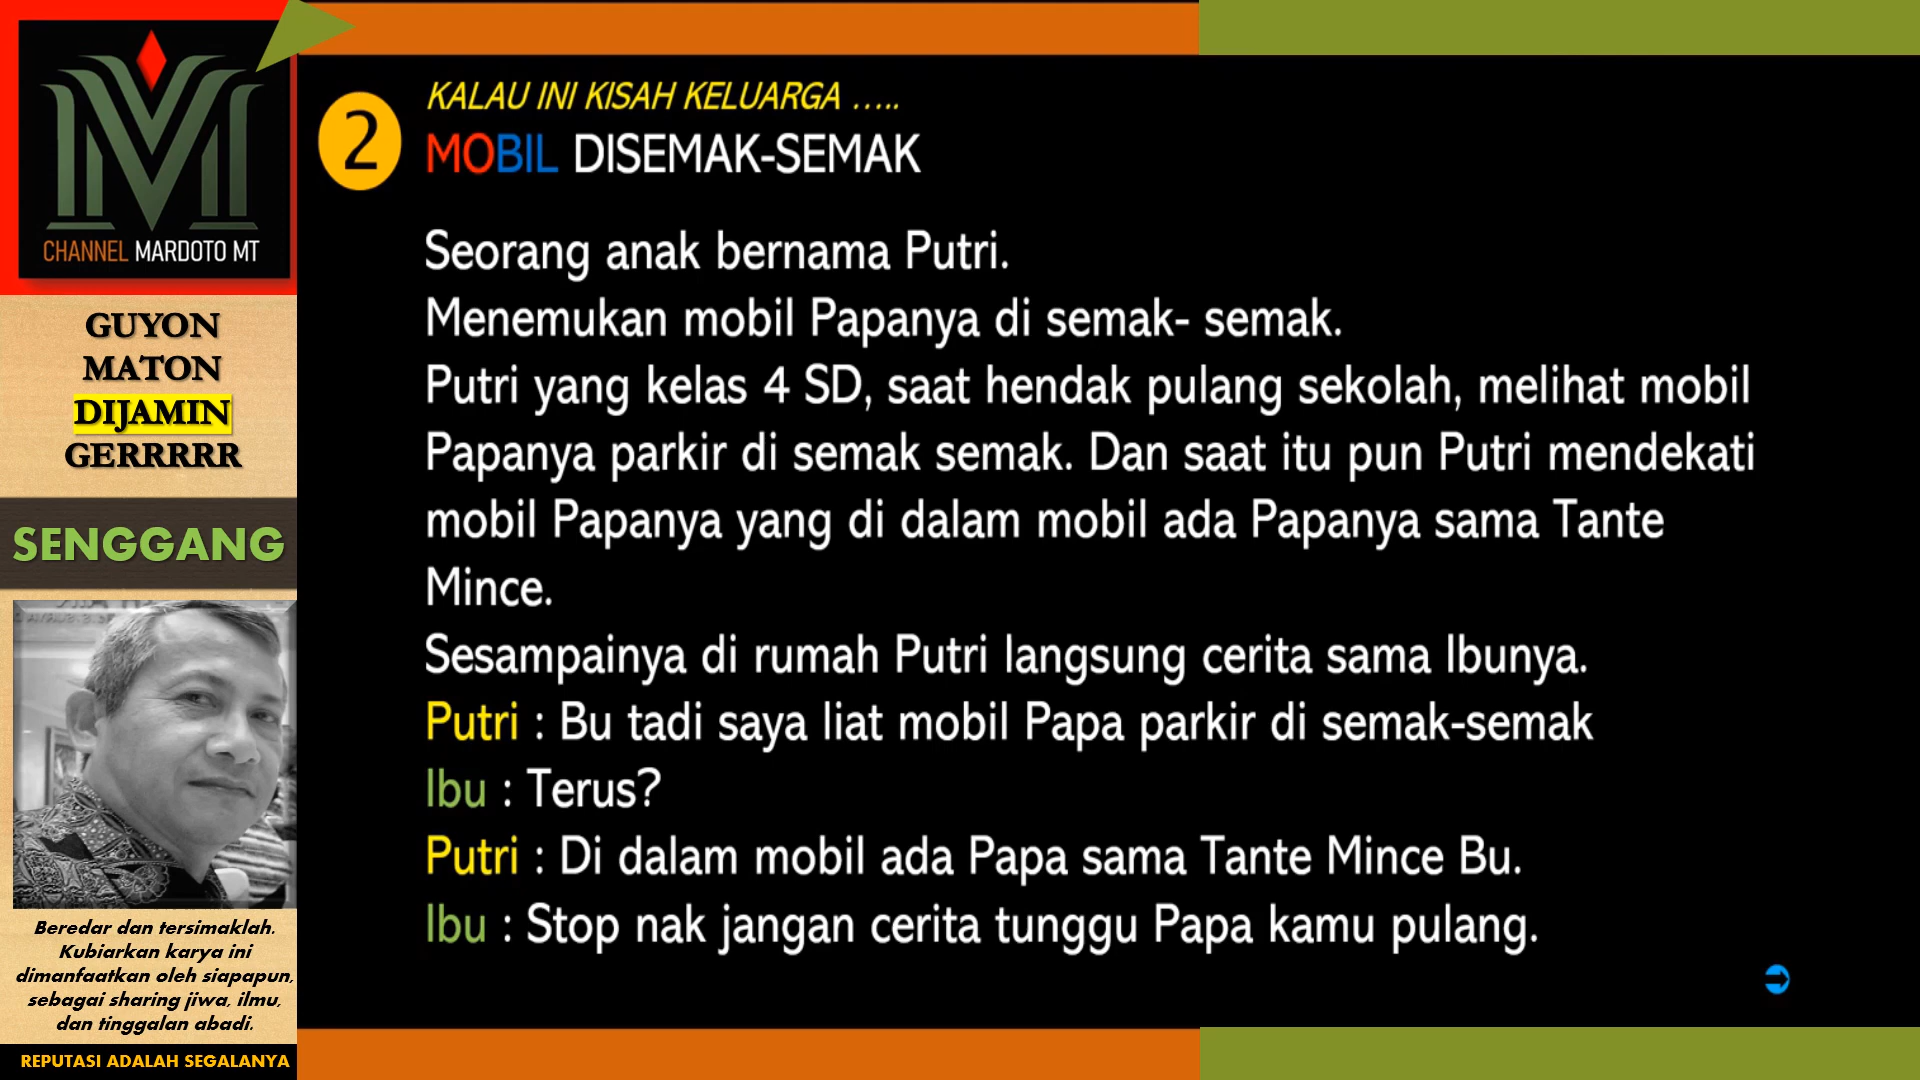 CHANNEL MARDOTO MT
GUYON
MATON
DIJAMIN
GERRRRR
SENGGANG
Beredar dan tersimaklah.
Kubiarkan karya ini
dimanfaatkan oleh siapapun,
sebagai sharing jiwa, ilmu,
dan tinggalan abadi.
REPUTASI ADALAH SEGALANYA
2
KALAU INI KISAH KELUARGA .....
MOBIL DISEMAK-SEMAK
Seorang anak bernama Putri.
Menemukan mobil Papanya di semak- semak.
Putri yang kelas 4 SD, saat hendak pulang sekolah, melihat mobil
Papanya parkir di semak semak. Dan saat itu pun Putri mendekati
mobil Papanya yang di dalam mobil ada Papanya sama Tante
Mince.
Sesampainya di rumah Putri langsung cerita sama Ibunya.
Putri : Bu tadi saya liat mobil Papa parkir di semak-semak
Ibu : Terus?
Putri : Di dalam mobil ada Papa sama Tante Mince Bu.
Ibu : Stop nak jangan cerita tunggu Papa kamu pulang.